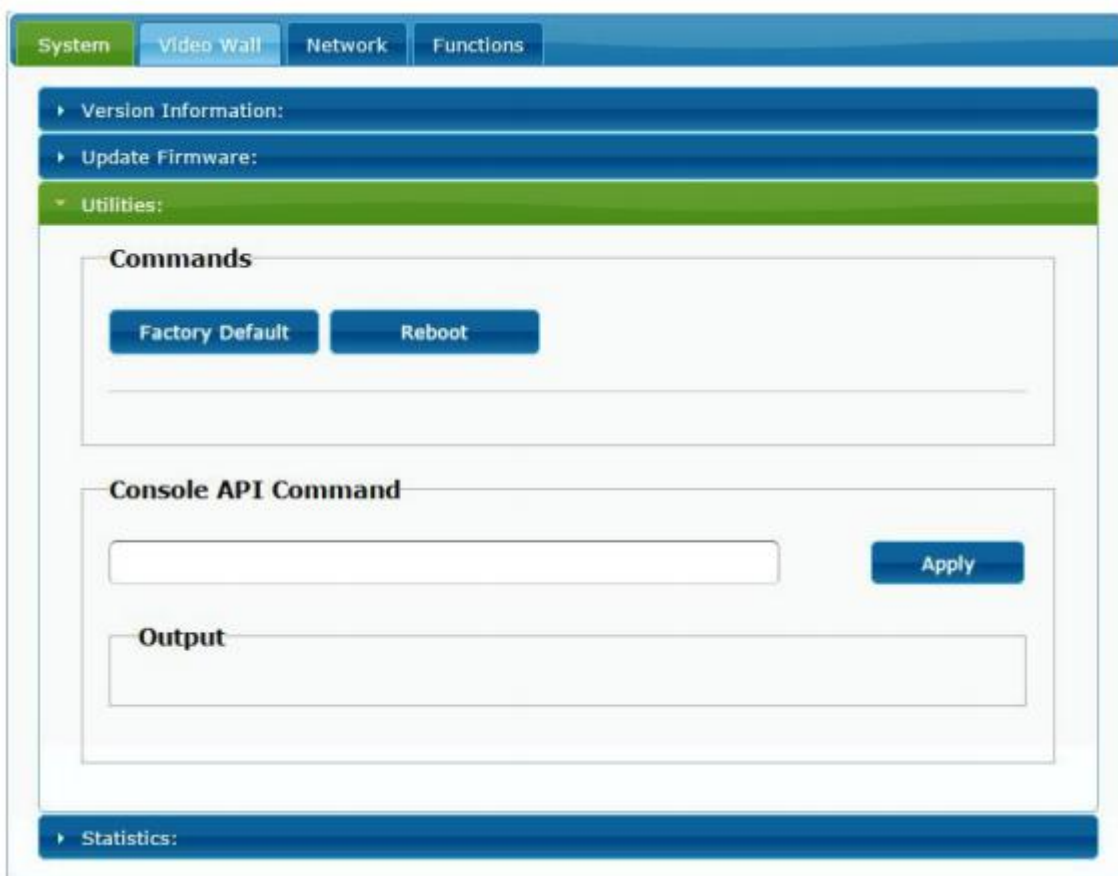 System Video Wall Network Functions
Version Information:
Update Firmware:
Utilities:
Commands
Factory Default Reboot
Console API Command
Apply
Output
Statistics: